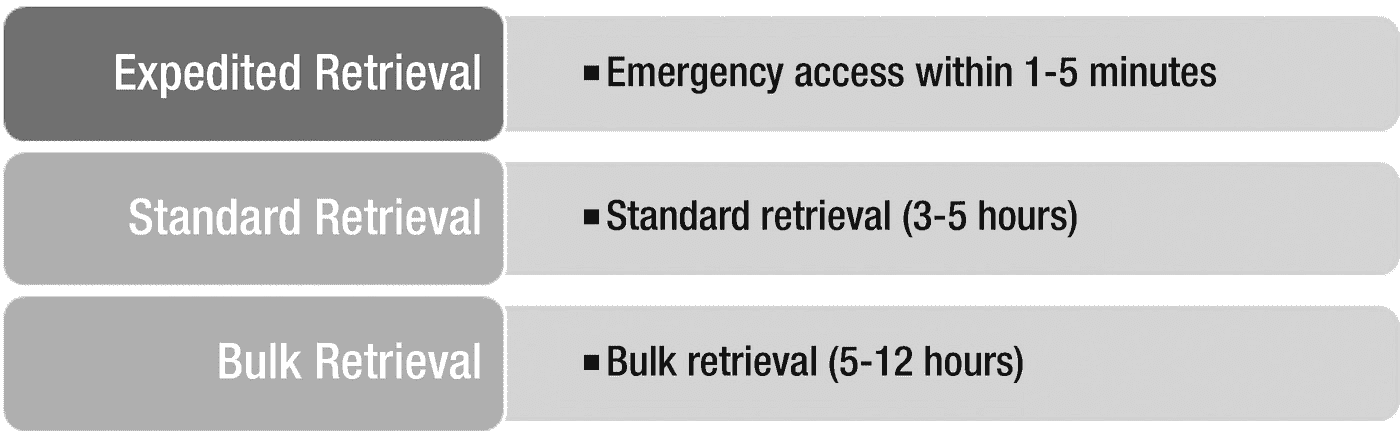 Expedited Retrieval
▪Emergency access within 1-5 minutes
Standard Retrieval
▪Standard retrieval (3-5 hours)
Bulk Retrieval
▪Bulk retrieval (5-12 hours)